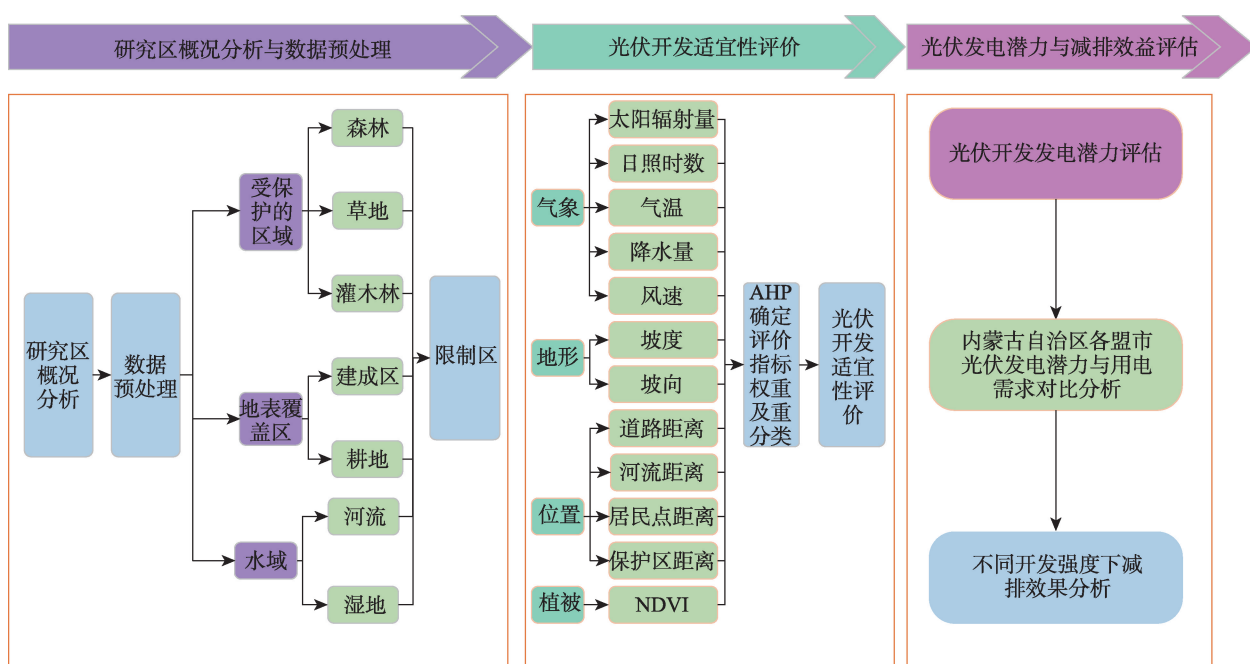 研究区概况分析与数据预处理
光伏开发适宜性评价
光伏发电潜力与减排效益评估
研究区
概况
分析
数据
预处理
受保
护的
区域
地表覆
盖区
水域
森林
草地
灌木林
建成区
耕地
河流
湿地
限制区
气象
地形
位置
植被
太阳辐射量
日照时数
气温
降水量
风速
坡度
坡向
道路距离
河流距离
居民点距离
保护区距离
NDVI
AHP
确定
评价
指标
权重
及重
分类
光伏
开发
适宜
性评
价
光伏开发发电潜力评估
内蒙古自治区各盟市
光伏发电潜力与用电
需求对比分析
不同开发强度下减
排效果分析